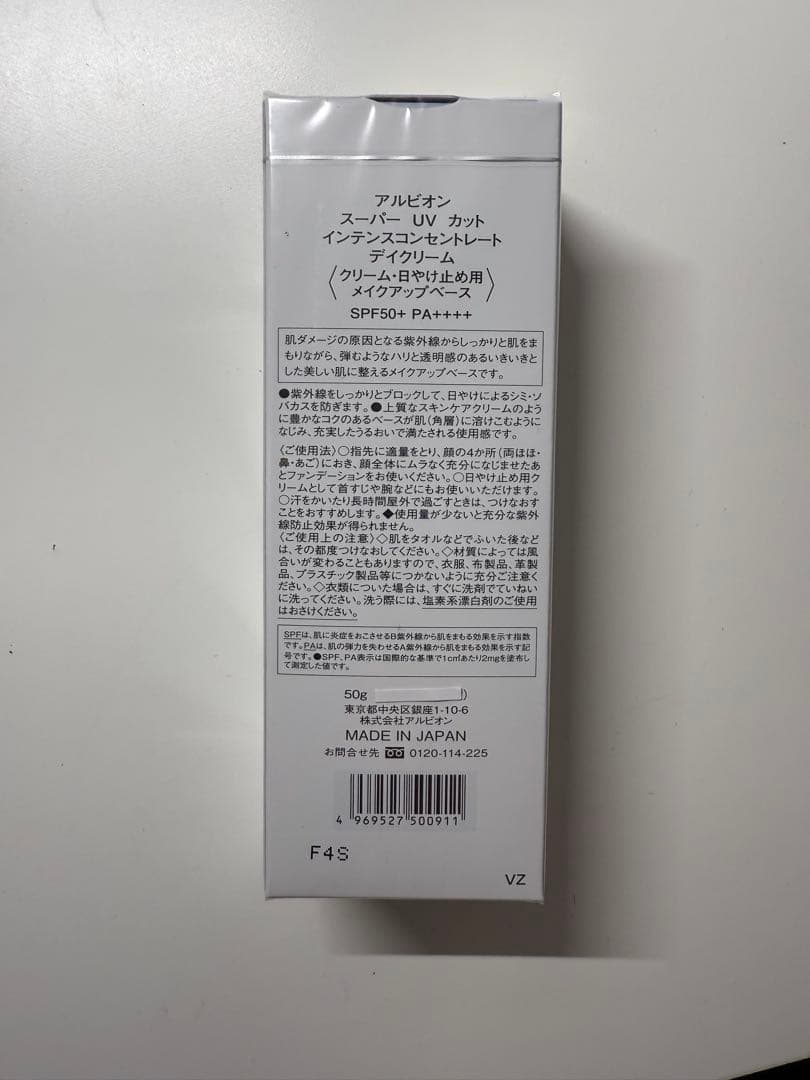 アルビオン
スーパー UV カット
インテンスコンセントレート
デイクリーム
〈クリーム・日やけ止め用
メイクアップベース〉
SPF50+ PA++++
肌ダメージの原因となる紫外線からしっかりと肌をま
もりながら、弾むようなハリと透明感のあるいきいきと
した美しい肌に整えるメイクアップベースです。
●紫外線をしっかりとブロックして、日やけによるシミ・ソ
バカスを防ぎます。●上質なスキンケアクリームのよう
に豊かなコクのあるベースが肌(角層)に溶けこむように
なじみ、充実したうるおいで満たされる使用感です。
〈ご使用法〉○指先に適量をとり、顔の4か所(両ほほ・
鼻・あご)におき、顔全体にムラなく充分になじませたあ
とファンデーションをお使いください。○日やけ止め用ク
リームとして首すじや腕などにもお使いいただけます。
○汗をかいたり長時間屋外で過ごすときは、つけなおす
ことをおすすめします。◆使用量が少ないと充分な紫外
線防止効果が得られません。
〈ご使用上の注意〉◇肌をタオルなどでふいた後など
は、その都度つけなおしてください。◇材質によっては風
合いが変わることもありますので、衣服、布製品、革製
品、プラスチック製品等につかないように充分ご注意くだ
さい。◇衣類についた場合は、すぐに洗剤でていねい
に洗ってください。洗う際には、塩素系漂白剤のご使用
はおさけください。
SPFは、肌に炎症をおこさせるB紫外線から肌をまもる効果を示す指数
です。PAは、肌の弾力を失わせるA紫外線から肌をまもる効果を示す記
号です。●SPF、PA表示は国際的な基準で1c㎡あたり2mgを塗布し
て測定した値です。
50g
東京都中央区銀座1-10-6
株式会社アルビオン
MADE IN JAPAN
お問合せ先 0120-114-225
4 969527 500911
F4S
VZ